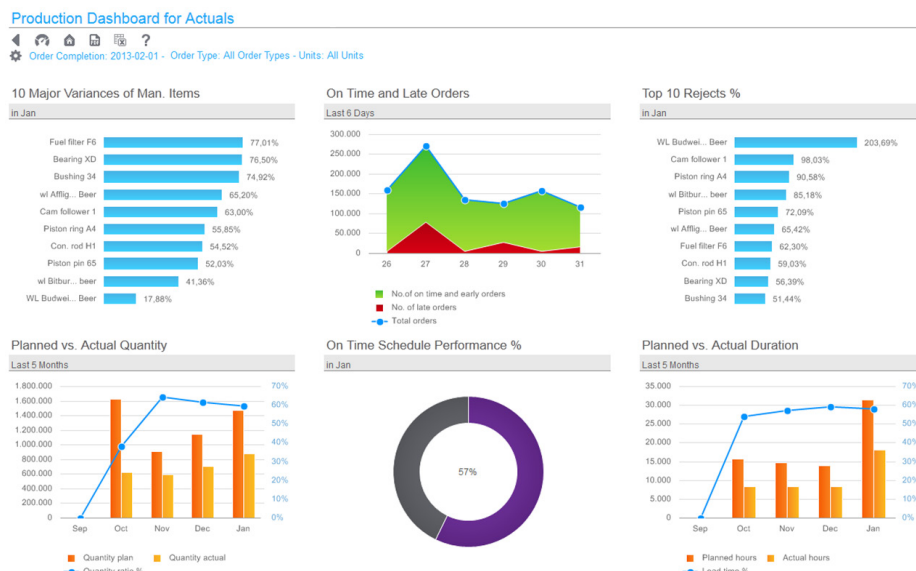 Production Dashboard for Actuals
?
Order Completion: 2013-02-01 - Order Type: All Order Types - Units: All Units
10 Major Variances of Man. Items
in Jan
Fuel filter F6 77,01%
Bearing XD 76,50%
Bushing 34 74,92%
wl Afflig... Beer 65,20%
Cam follower 1 63,00%
Piston ring A4 55,85%
Con. rod H1 54,52%
Piston pin 65 52,03%
wl Bitbur... beer 41,36%
WL Budwei... Beer 17,88%
On Time and Late Orders
Last 6 Days
300.000
250.000
200.000
150.000
100.000
50.000
0
26 27 28 29 30 31
No.of on time and early orders
No. of late orders
Total orders
Top 10 Rejects %
in Jan
WL Budwei... Beer 203,69%
Cam follower 1 98,03%
Piston ring A4 90,58%
wl Bitbur... beer 85,18%
Piston pin 65 72,09%
wl Afflig... Beer 65,42%
Fuel filter F6 62,30%
Con. rod H1 59,03%
Bearing XD 56,39%
Bushing 34 51,44%
Planned vs. Actual Quantity
Last 5 Months
1.800.000 70%
1.600.000 60%
1.400.000 50%
1.200.000 40%
1.000.000 30%
800.000 20%
600.000 10%
400.000 0%
200.000
0
Sep Oct Nov Dec Jan
Quantity plan Quantity actual
Quantity ratio %
On Time Schedule Performance %
in Jan
57%
Planned vs. Actual Duration
Last 5 Months
35.000 70%
30.000 60%
25.000 50%
20.000 40%
15.000 30%
10.000 20%
5.000 10%
0 0%
Sep Oct Nov Dec Jan
Planned hours Actual hours
Lead time %